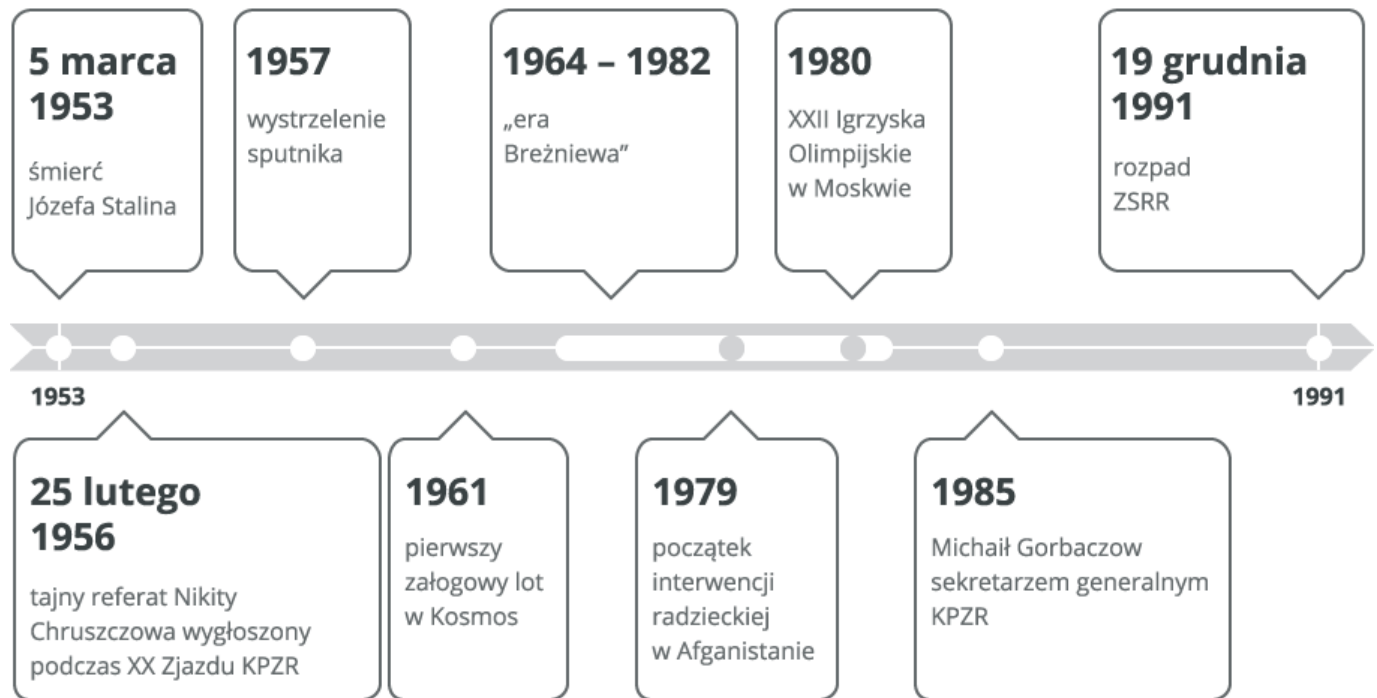 5 marca
1953
śmierć
Józefa Stalina
1957
wystrzelenie
sputnika
1964 – 1982
„era
Breżniewa”
1980
XXII Igrzyska
Olimpijskie
w Moskwie
19 grudnia
1991
rozpad
ZSRR
1953
1991
25 lutego
1956
tajny referat Nikity
Chruszczowa wygłoszony
podczas XX Zjazdu KPZR
1961
pierwszy
załogowy lot
w Kosmos
1979
początek
interwencji
radzieckiej
w Afganistanie
1985
Michaił Gorbaczow
sekretarzem generalnym
KPZR